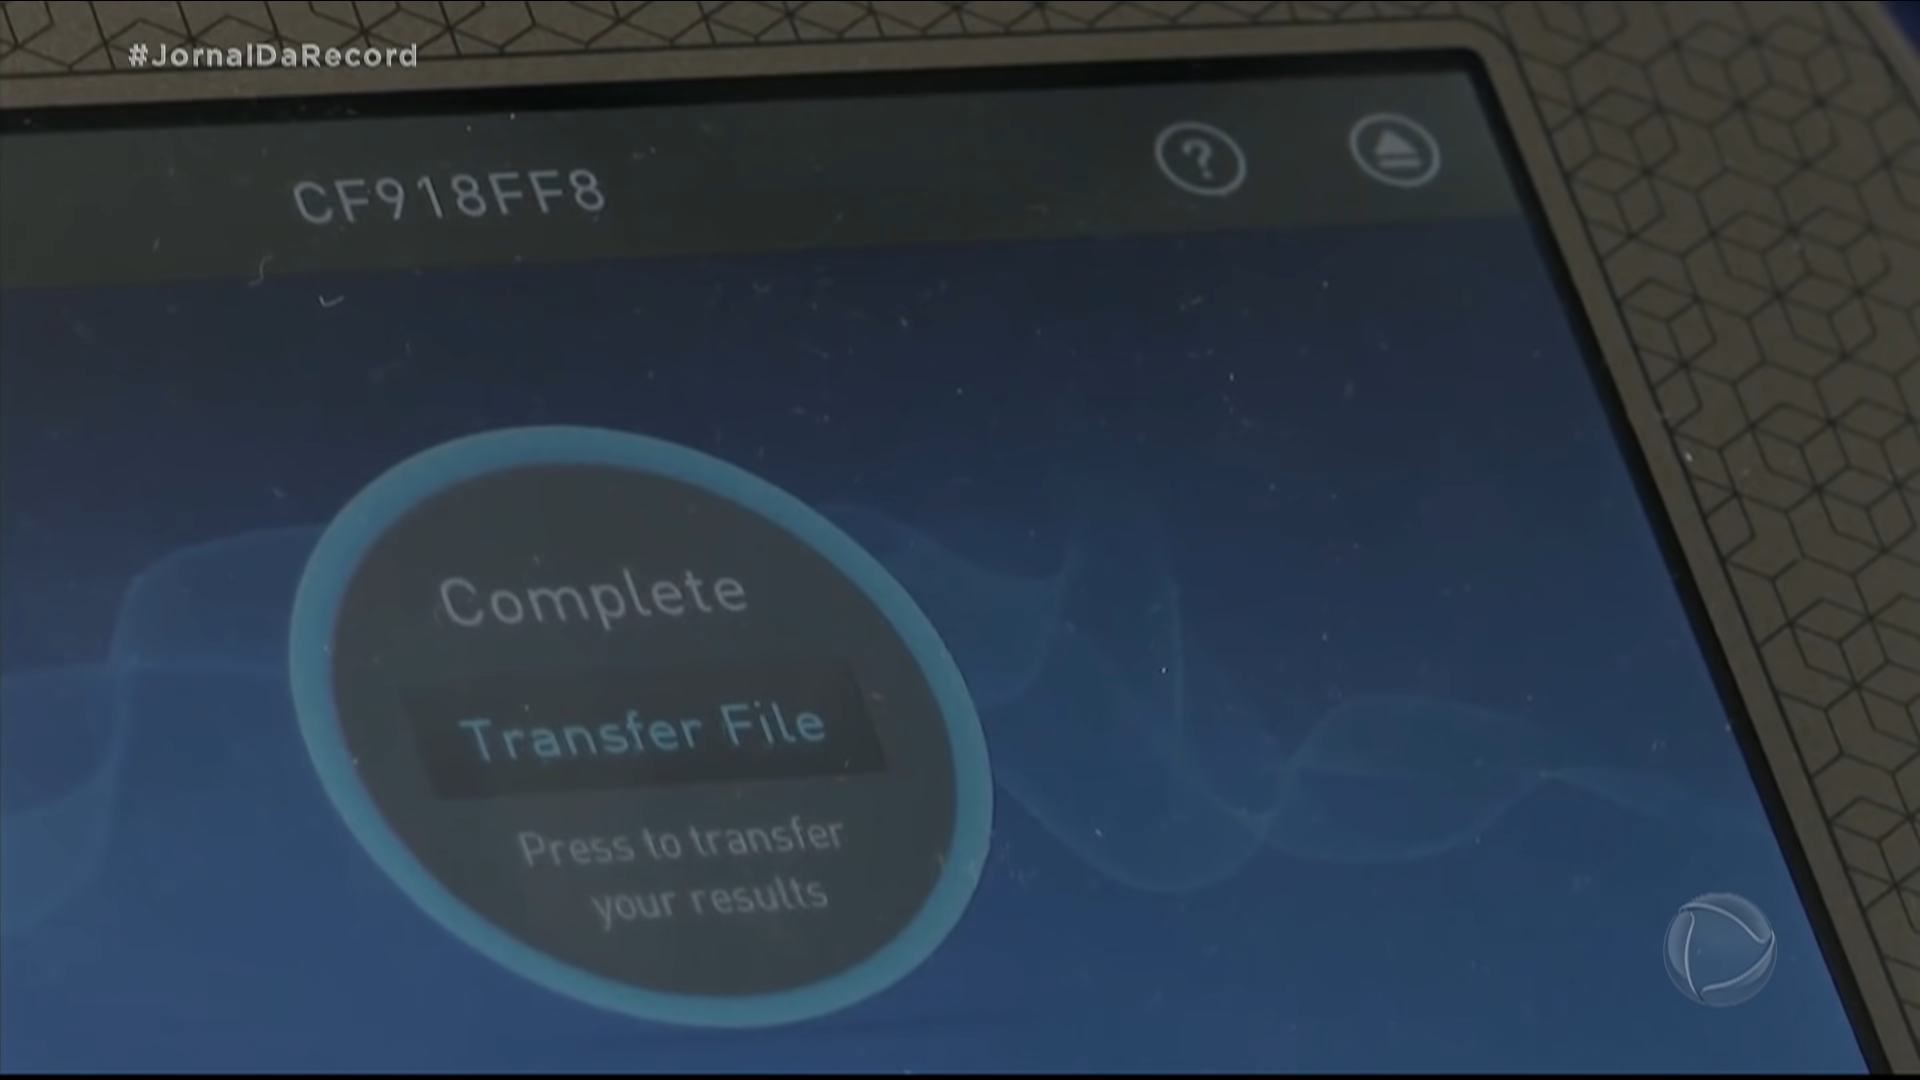 #JornalDaRecord
CF918FF8
?
Complete
Transfer File
Press to transfer
your results